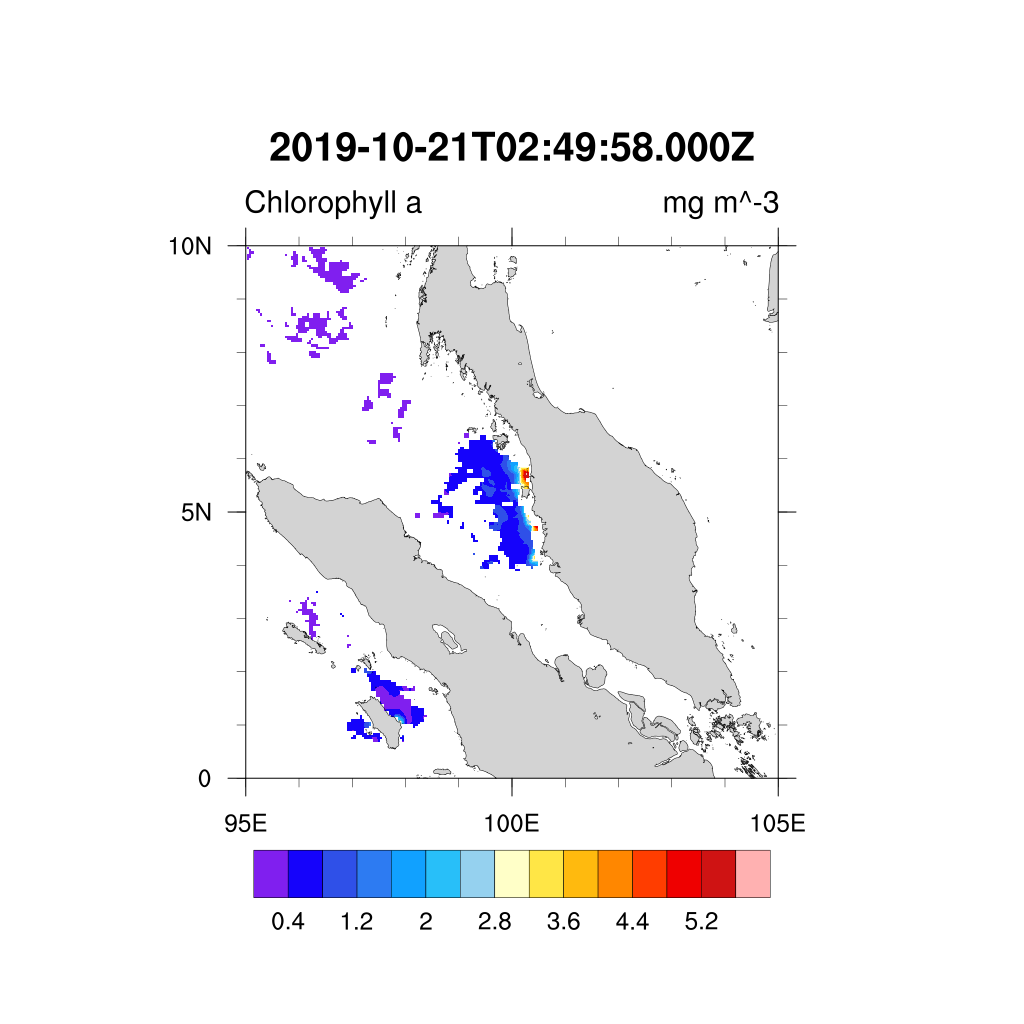 2019-10-21T02:49:58.000Z
Chlorophyll a mg m^-3
10N
5N
0
95E 100E 105E
0.4 1.2 2 2.8 3.6 4.4 5.2